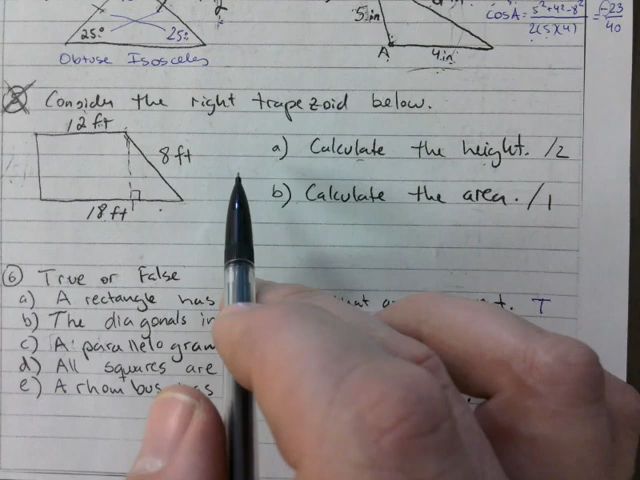 25° 25°
Obtuse Isosceles
5 in
A
4 in
cosA = 5²+4²-8² / 2(5)(4) = -23 / 40
Consider the right trapezoid below.
12 ft
8 ft
18 ft
a) Calculate the height. /2
b) Calculate the area. /1
6 True or False
a) A rectangle has T
b) The diagonals in
c) A parallelogram
d) All squares are
e) A rhombus has